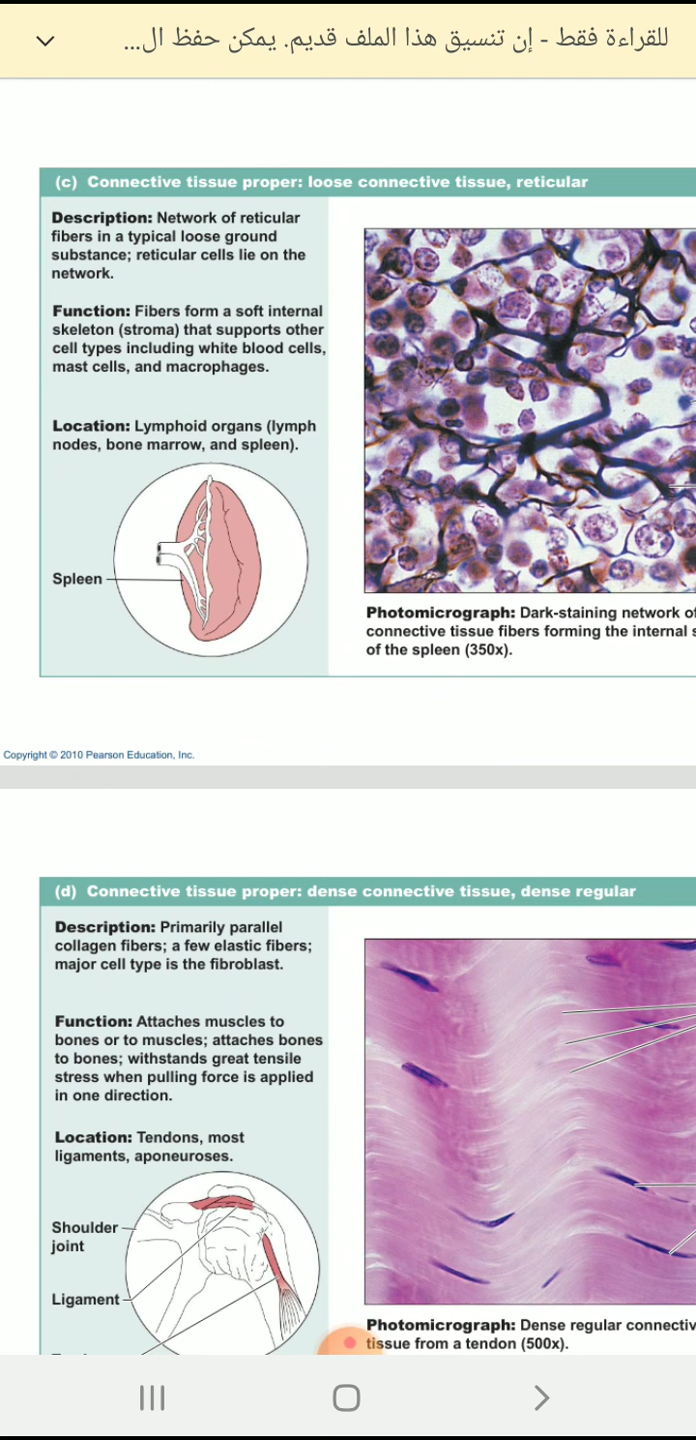 للقراءة فقط - إن تنسيق هذا الملف قديم. يمكن حفظ ال...
(c) Connective tissue proper: loose connective tissue, reticular
Description: Network of reticular
fibers in a typical loose ground
substance; reticular cells lie on the
network.
Function: Fibers form a soft internal
skeleton (stroma) that supports other
cell types including white blood cells,
mast cells, and macrophages.
Location: Lymphoid organs (lymph
nodes, bone marrow, and spleen).
Spleen
Photomicrograph: Dark-staining network of
connective tissue fibers forming the internal s
of the spleen (350x).
Copyright © 2010 Pearson Education, Inc.
(d) Connective tissue proper: dense connective tissue, dense regular
Description: Primarily parallel
collagen fibers; a few elastic fibers;
major cell type is the fibroblast.
Function: Attaches muscles to
bones or to muscles; attaches bones
to bones; withstands great tensile
stress when pulling force is applied
in one direction.
Location: Tendons, most
ligaments, aponeuroses.
Shoulder
joint
Ligament
Photomicrograph: Dense regular connectiv
tissue from a tendon (500x).